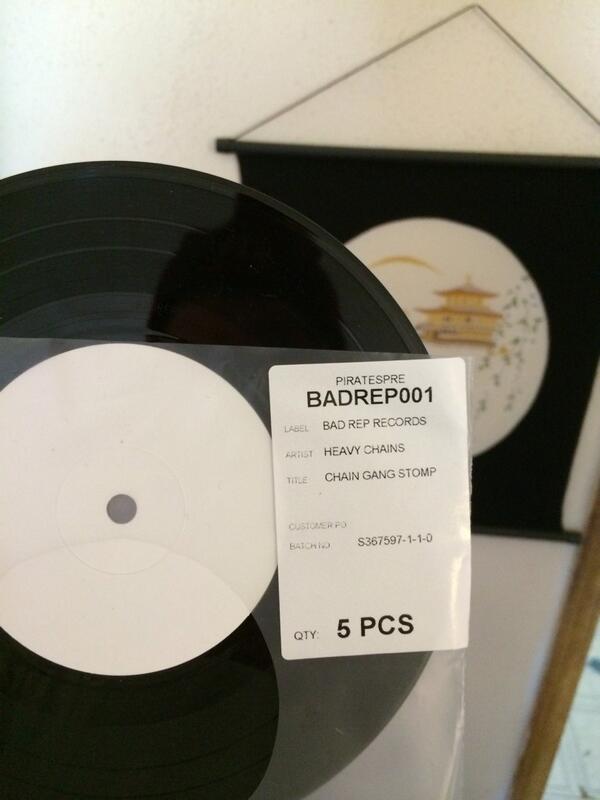 PIRATESPRE
BADREP001
LABEL BAD REP RECORDS
ARTIST HEAVY CHAINS
TITLE: CHAIN GANG STOMP
CUSTOMER PO
BATCH NO S367597-1-1-0
QTY: 5 PCS